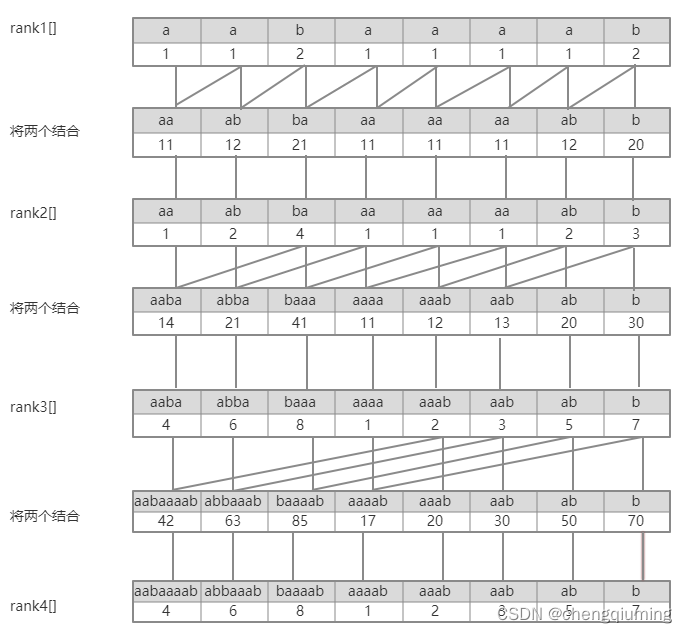 rank1[] a a b a a a a b
1 1 2 1 1 1 1 2
将两个结合 aa ab ba aa aa aa ab b
11 12 21 11 11 11 12 20
rank2[] aa ab ba aa aa aa ab b
1 2 4 1 1 1 2 3
将两个结合 aaba abba baaa aaaa aaab aab ab b
14 21 41 11 12 13 20 30
rank3[] aaba abba baaa aaaa aaab aab ab b
4 6 8 1 2 3 5 7
将两个结合 aabaaaab abbaaab baaaab aaaab aaab aab ab b
42 63 85 17 20 30 50 70
rank4[] aabaaaab abbaaab baaaab aaaab aaab aab ab b
4 6 8 1 2 3 5 7
CSDN @chengqiuming